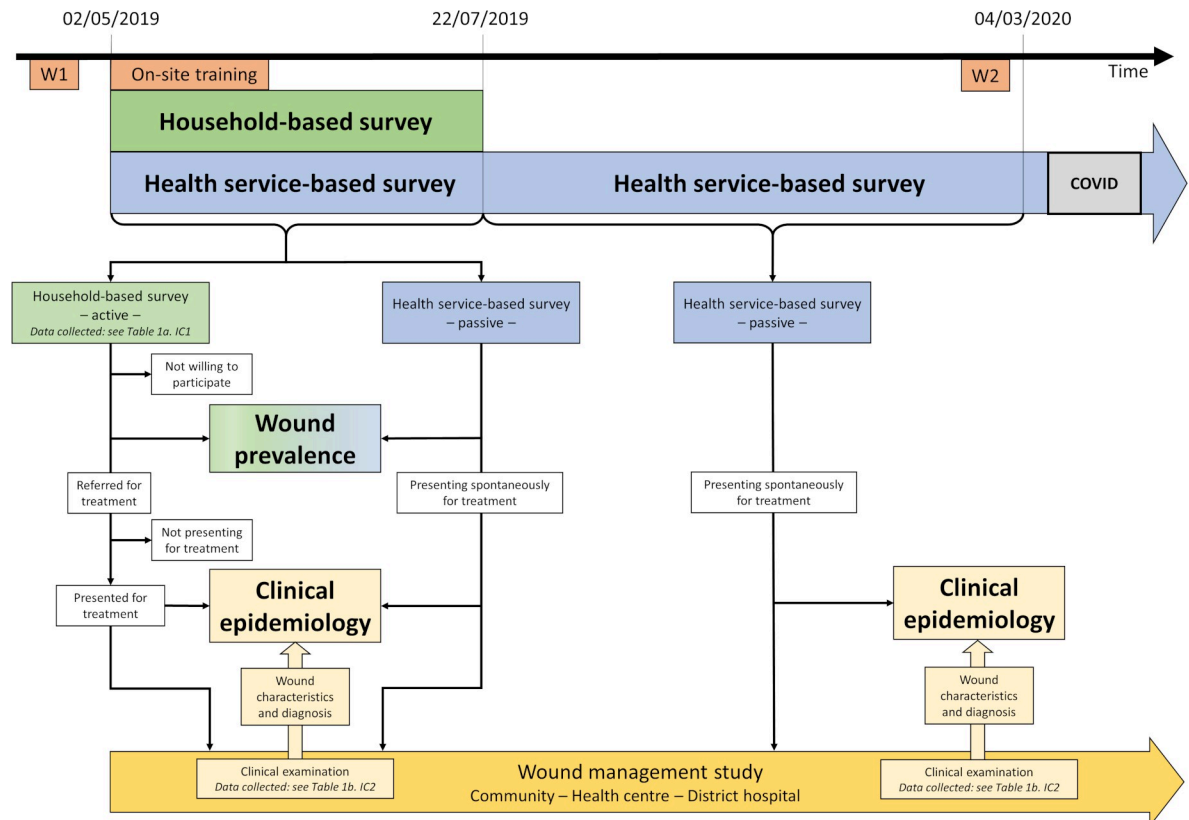 02/05/2019
22/07/2019
04/03/2020
Time
W1
On-site training
W2
Household-based survey
Health service-based survey
Health service-based survey
COVID
Household-based survey
– active –
Data collected: see Table 1a. IC1
Health service-based survey
– passive –
Health service-based survey
– passive –
Not willing to
participate
Wound
prevalence
Referred for
treatment
Presenting spontaneously
for treatment
Presenting spontaneously
for treatment
Not presenting
for treatment
Presented for
treatment
Clinical
epidemiology
Clinical
epidemiology
Wound
characteristics
and diagnosis
Wound
characteristics
and diagnosis
Clinical examination
Data collected: see Table 1b. IC2
Wound management study
Community – Health centre – District hospital
Clinical examination
Data collected: see Table 1b. IC2